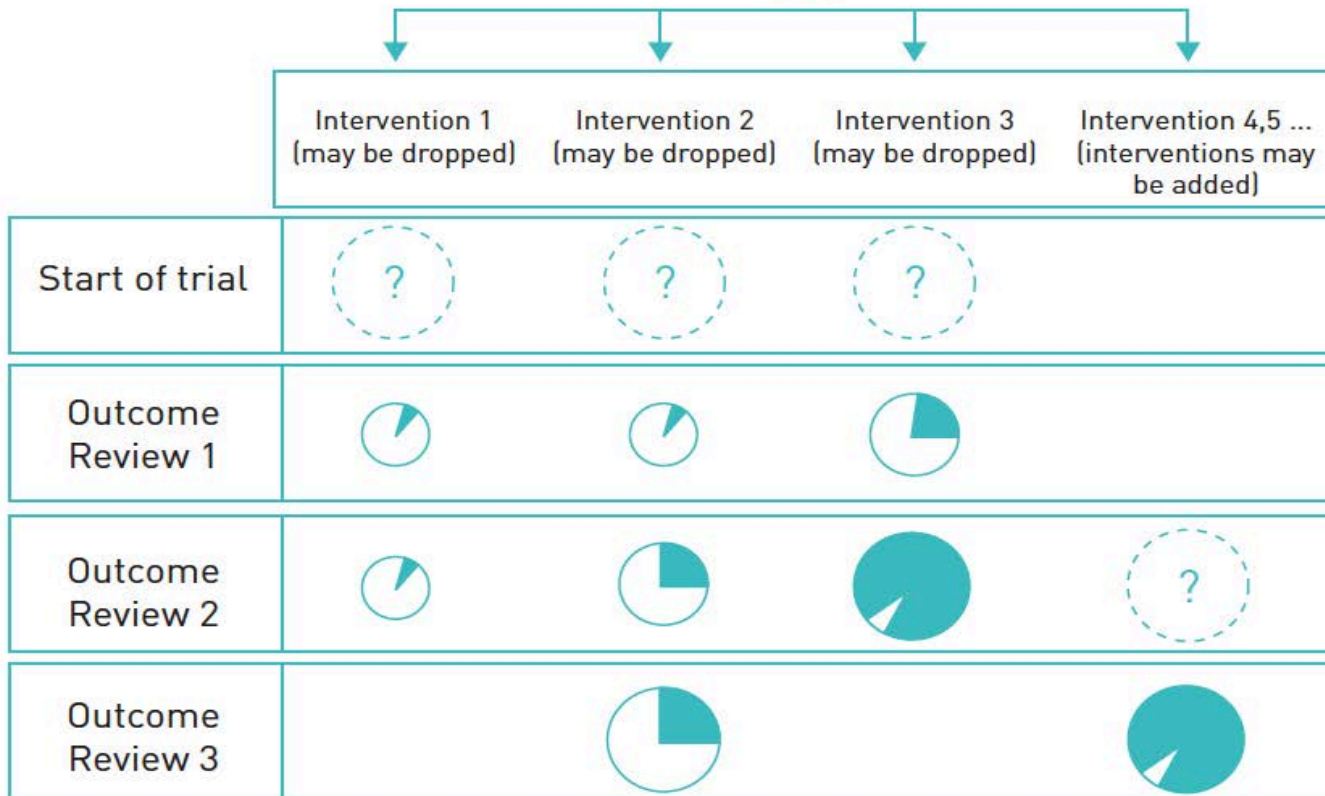 Intervention 1
(may be dropped)
Intervention 2
(may be dropped)
Intervention 3
(may be dropped)
Intervention 4,5 ...
(interventions may
be added)
Start of trial
?
?
?
Outcome
Review 1
Outcome
Review 2
?
Outcome
Review 3